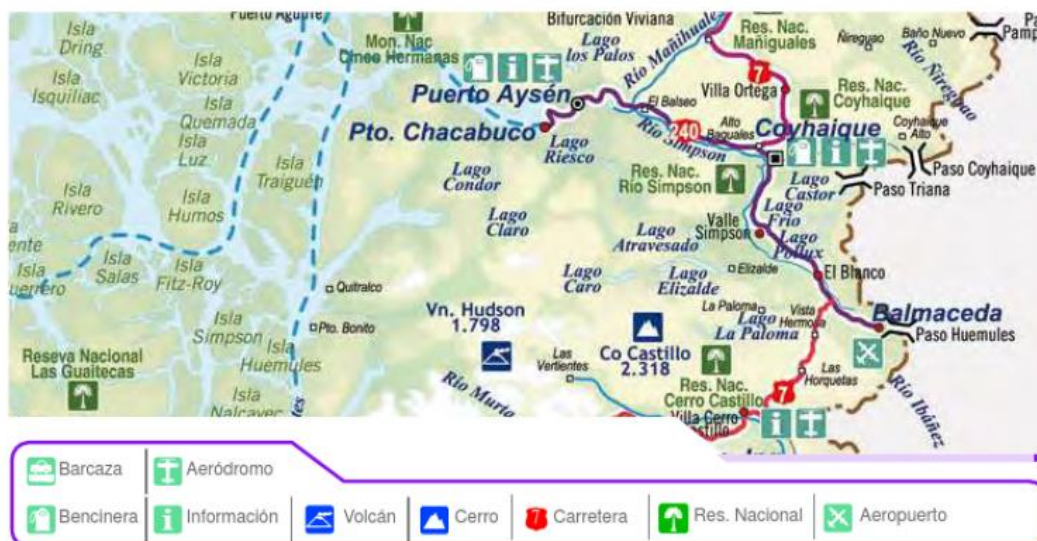 Puerto Aguirre
Isla
Dring
Isla
Isquiliac
Isla
Victoria
Isla
Quemada
Isla
Luz
Isla
Traiguén
Isla
Rivero
Isla
Humos
Isla
Salas
Isla
Fitz-Roy
Isla
Simpson
Isla
Huemules
Isla
Nalcayec
Reseva Nacional
Las Guaitecas
Quitralco
Pto. Bonito
Mon. Nac
Cinco Hermanas
Lago
los Palos
Bifurcación Viviana
Río Mañihuale
Res. Nac.
Mañiguales
7
Villa Ortega
Ñireguao
Baño Nuevo
Río Ñireguao
Puerto Aysén
El Balseo
240
Pto. Chacabuco
Río Simpson
Alto
Baguales
Res. Nac.
Coyhaique
Coyhaique
Coyhaique
Alto
Paso Coyhaique
Paso Triana
Lago
Riesco
Lago
Condor
Lago
Claro
Res. Nac.
Río Simpson
Lago
Castor
Lago
Frío
Valle
Simpson
Lago
Pollux
Lago
Atravesado
Lago
Caro
Lago
Elizalde
Elizalde
El Blanco
La Paloma
Lago
La Paloma
Vista
Hermosa
Balmaceda
Paso Huemules
Vn. Hudson
1.798
Co Castillo
2.318
Las
Vertientes
Res. Nac.
Cerro Castillo
Las
Horquetas
7
Villa Cerro
Castillo
Río Murta
Río Ibáñez
Barcaza
Aeródromo
Bencinera
Información
Volcán
Cerro
7
Carretera
Res. Nacional
Aeropuerto